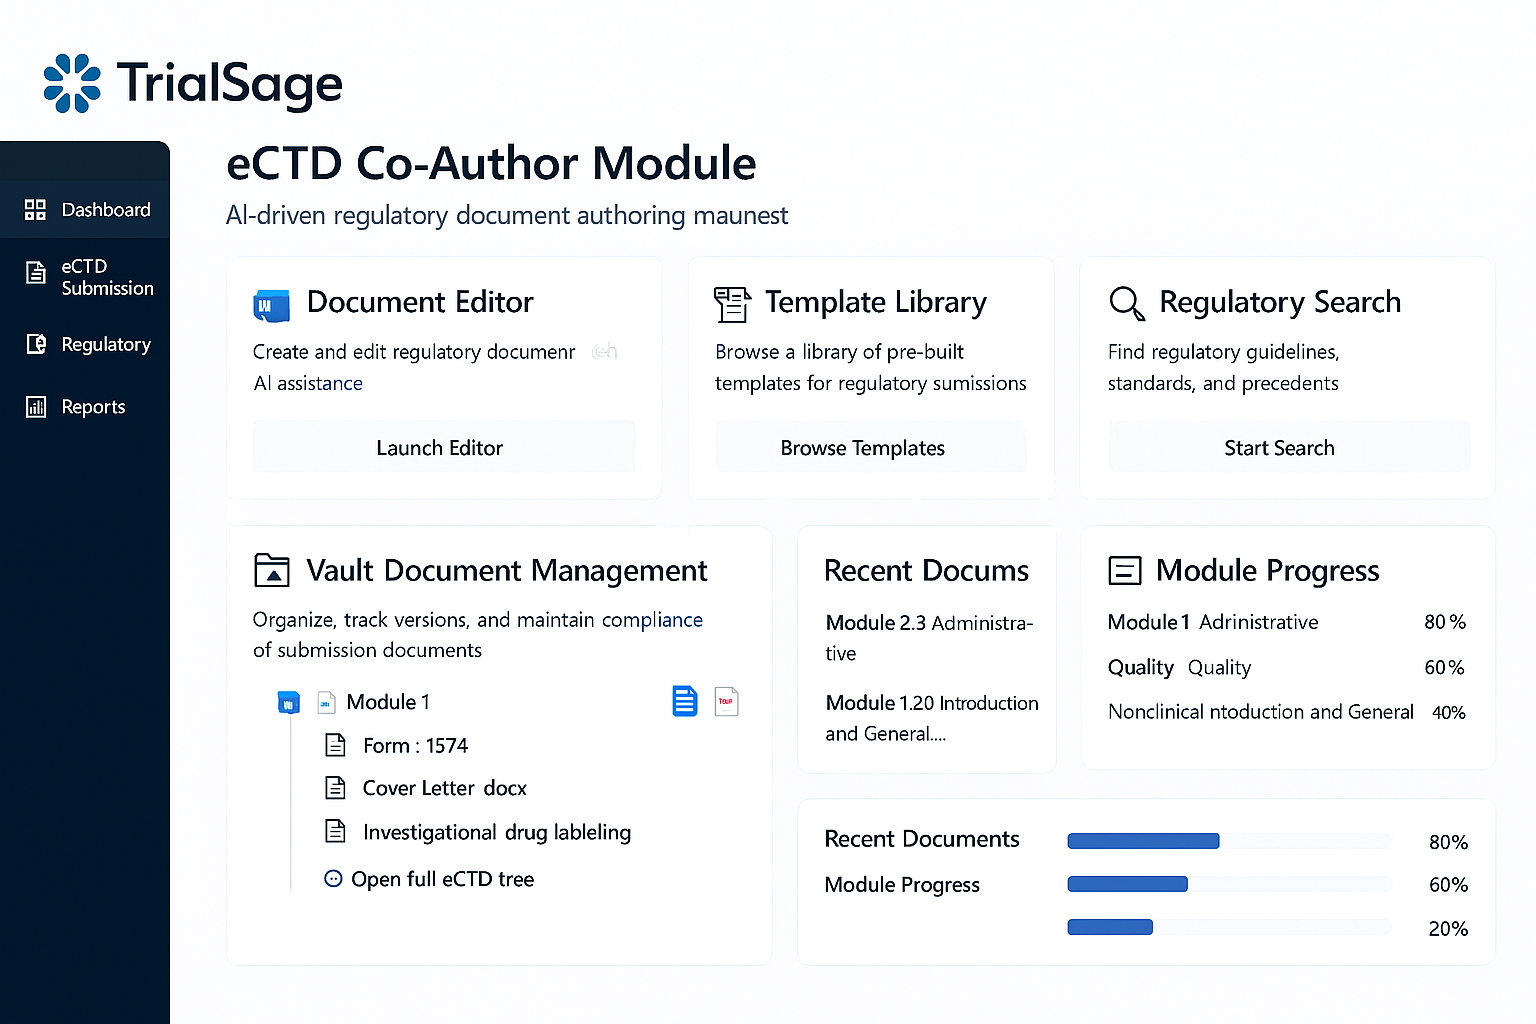 TrialSage
Dashboard
eCTD
Submission
Regulatory
Reports
eCTD Co-Author Module
AI-driven regulatory document authoring maunest
Document Editor
Create and edit regulatory documenr
AI assistance
Launch Editor
Template Library
Browse a library of pre-built
templates for regulatory sumissions
Browse Templates
Regulatory Search
Find regulatory guidelines,
standards, and precedents
Start Search
Vault Document Management
Organize, track versions, and maintain compliance
of submission documents
Module 1
Form : 1574
Cover Letter docx
Investigational drug lableling
Open full eCTD tree
Recent Docums
Module 2.3 Administra-
tive
Module 1.20 Introduction
and General....
Module Progress
Module 1 Adrinistrative 80%
Quality Quality 60%
Nonclinical ntoduction and General 40%
Recent Documents 80%
Module Progress 60%
20%